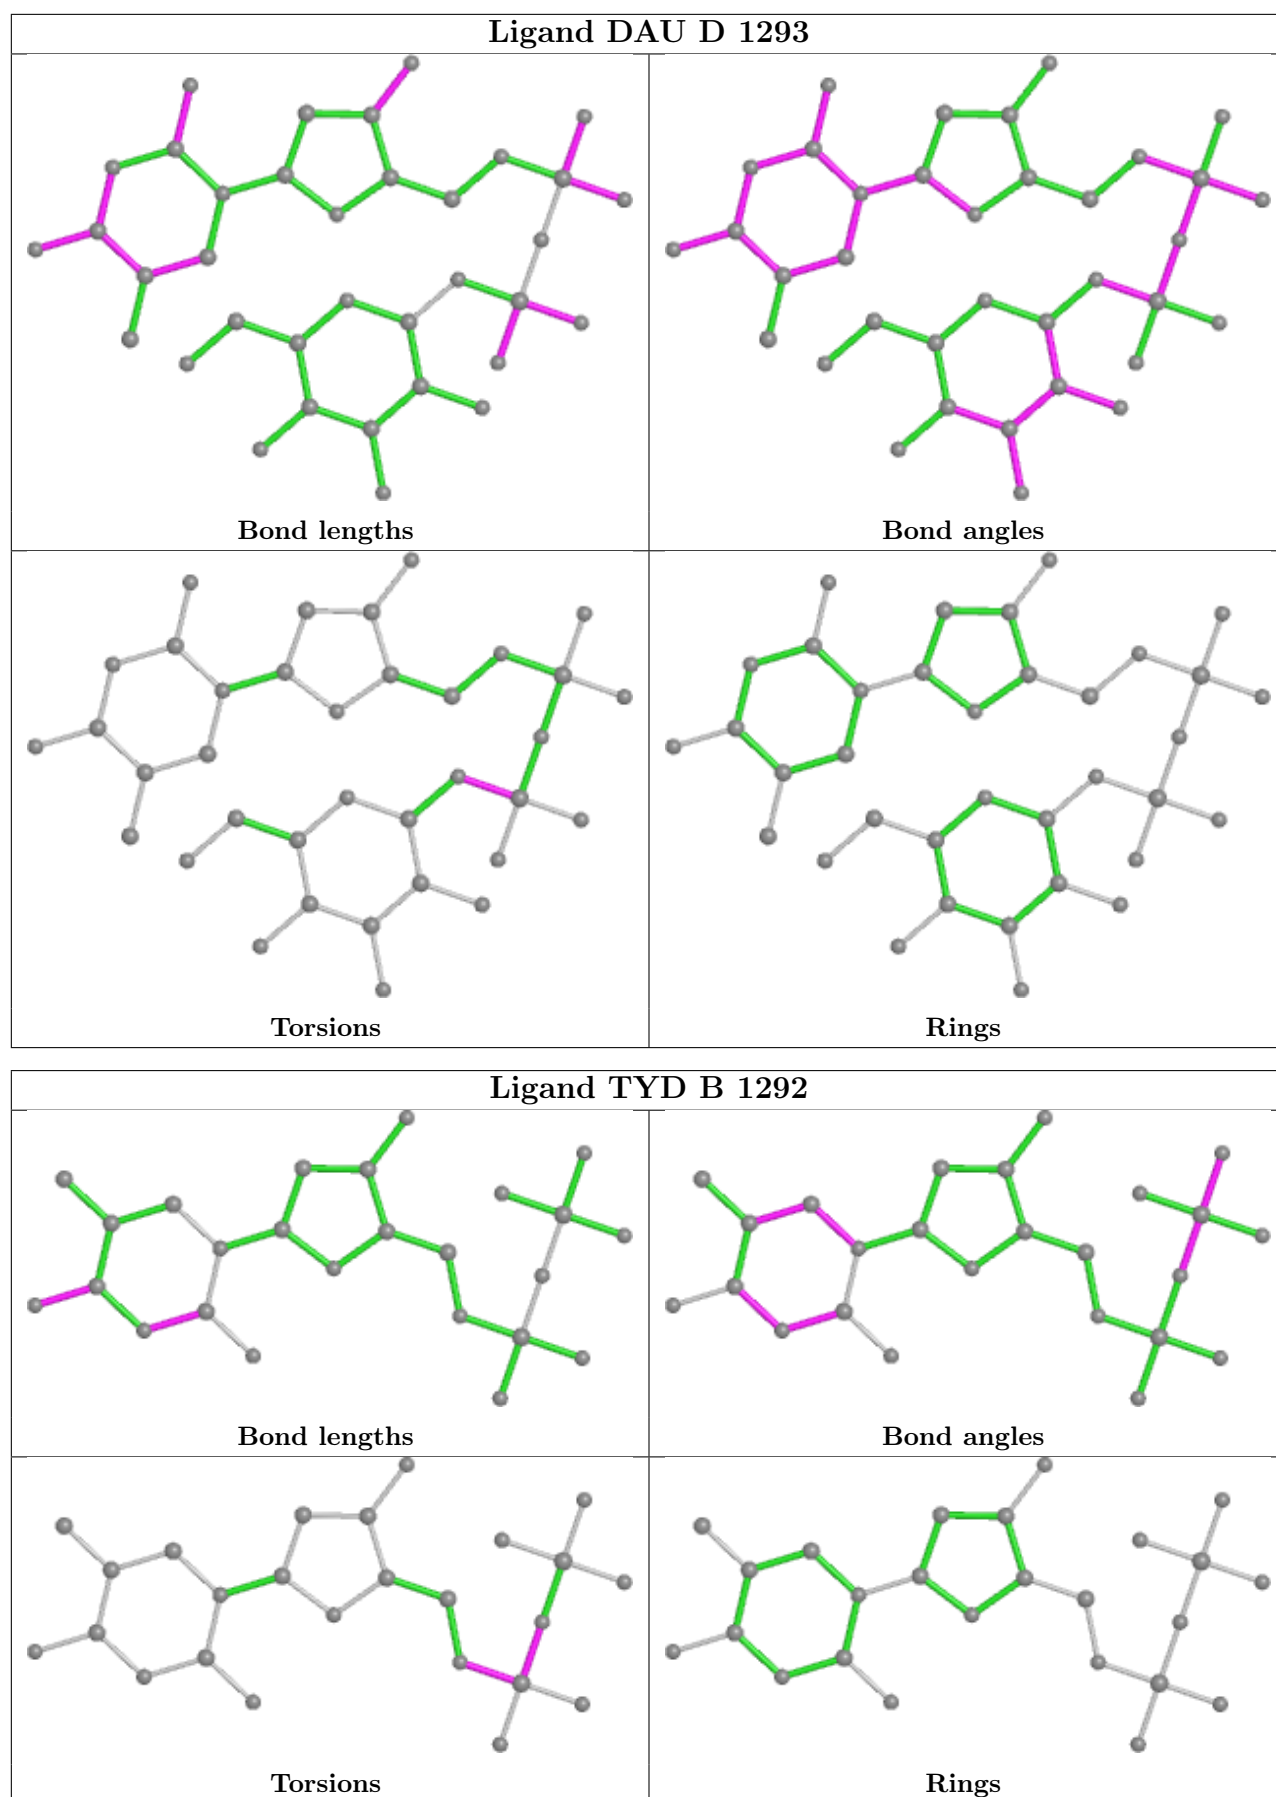 Ligand DAU D 1293
Bond lengths
Bond angles
Torsions
Rings
Ligand TYD B 1292
Bond lengths
Bond angles
Torsions
Rings